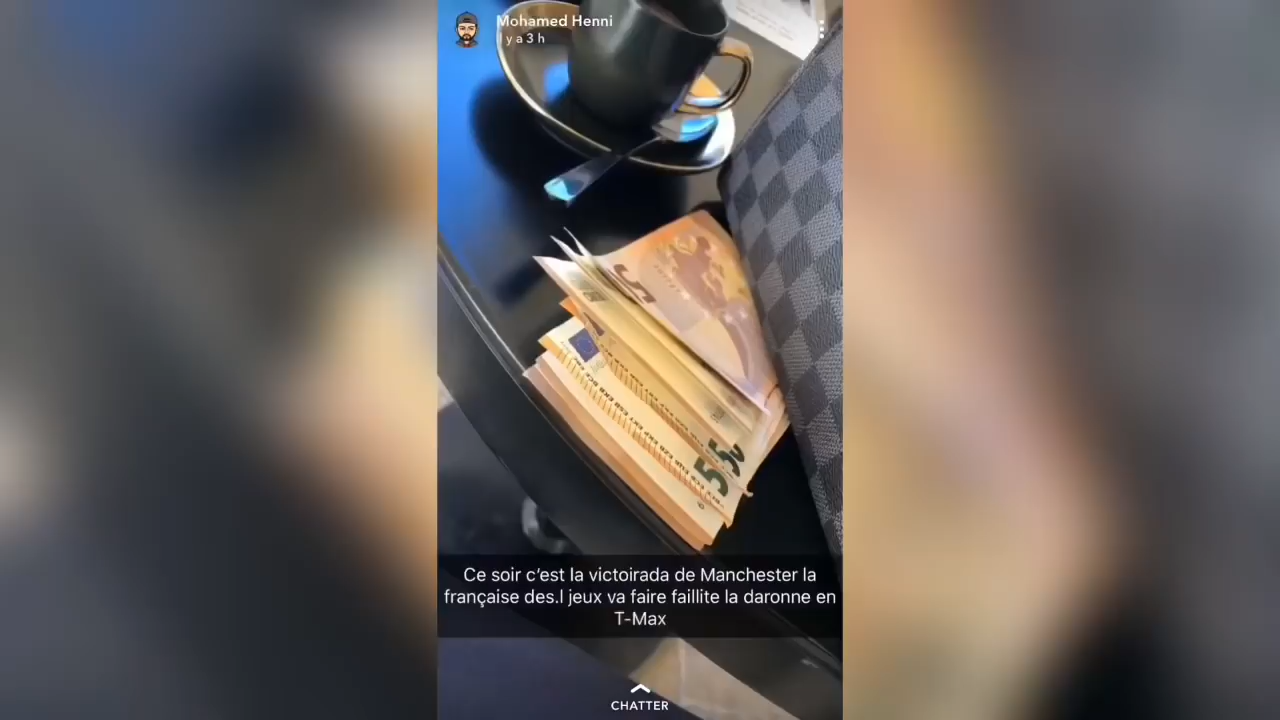 Mohamed Henni
l y a 3 h
Ce soir c’est la victoirada de Manchester la
française des.l jeux va faire faillite la daronne en
T-Max
CHATTER